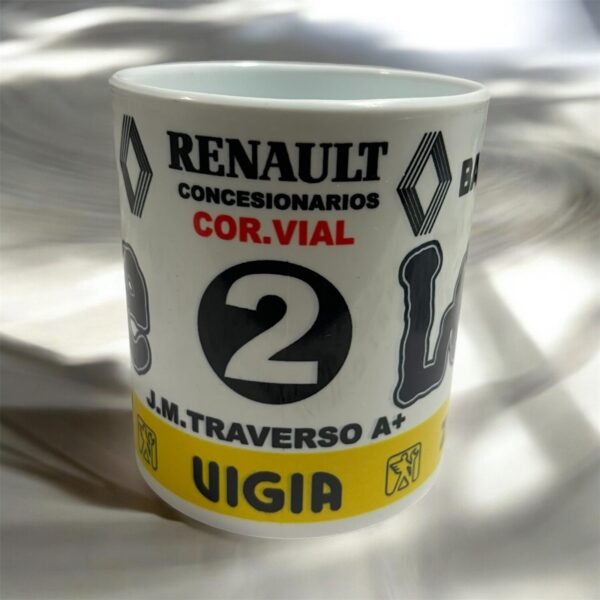 RENAULT
CONCESIONARIOS
COR.VIAL
2
J.M.TRAVERSO A+
VIGIA